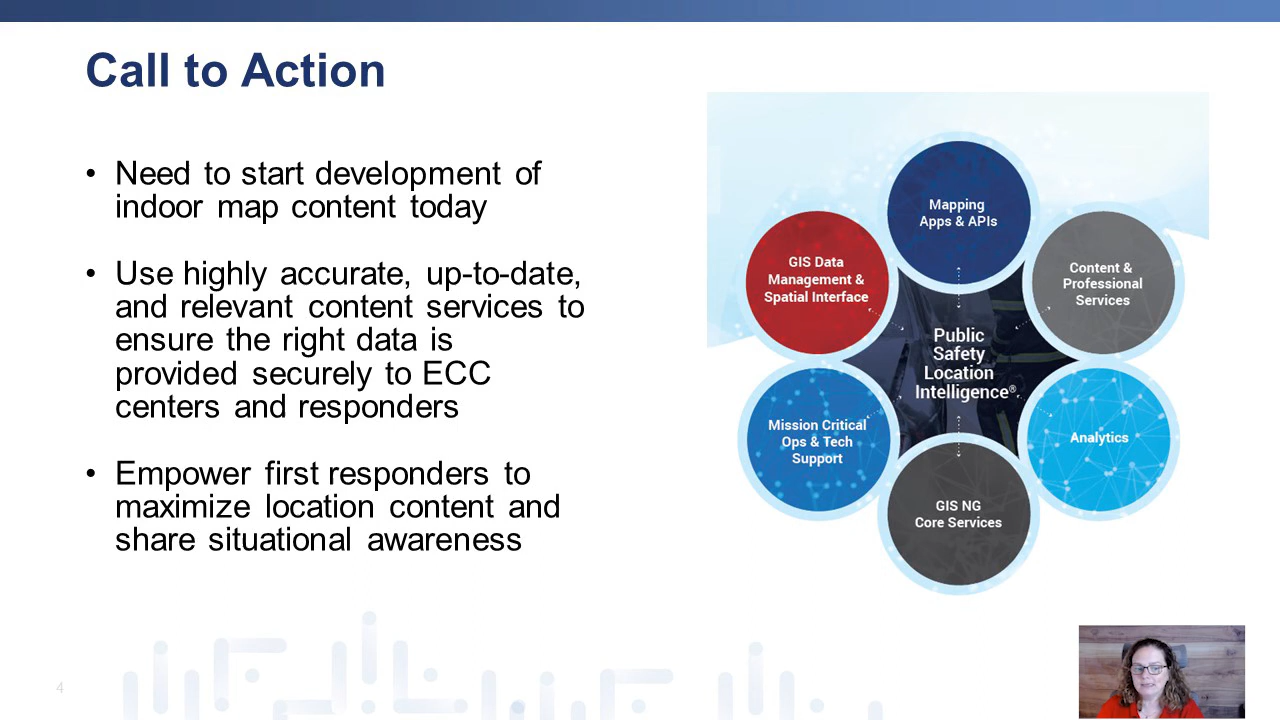 Call to Action
• Need to start development of
indoor map content today
• Use highly accurate, up-to-date,
and relevant content services to
ensure the right data is
provided securely to ECC
centers and responders
• Empower first responders to
maximize location content and
share situational awareness
Mapping
Apps & APIs
GIS Data
Management &
Spatial Interface
Content &
Professional
Services
Public
Safety
Location
Intelligence®
Mission Critical
Ops & Tech
Support
Analytics
GIS NG
Core Services
4